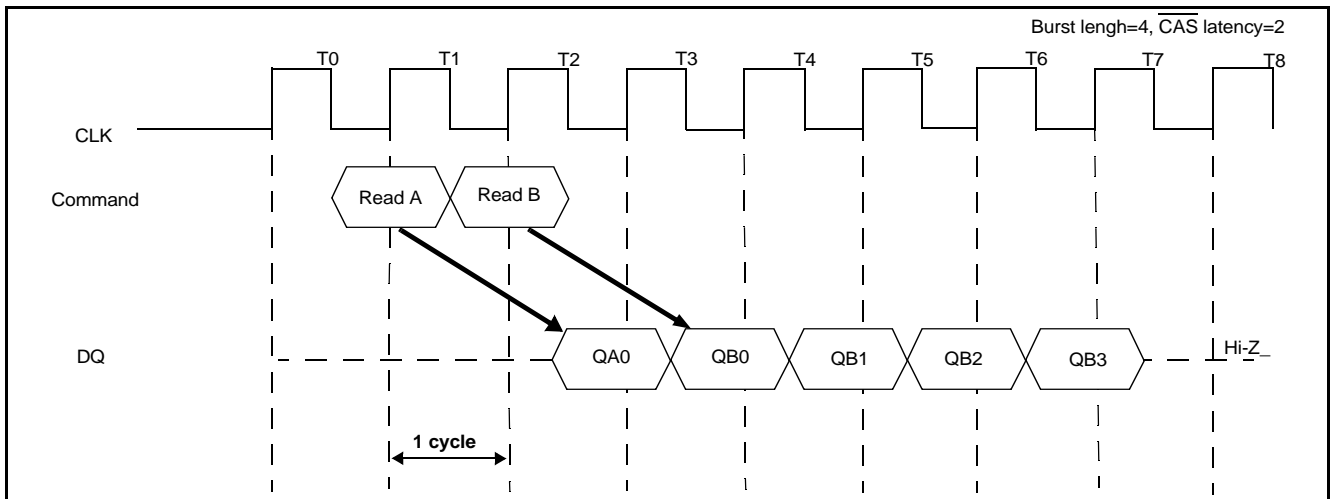 Burst lengh=4, CAS latency=2
T0 T1 T2 T3 T4 T5 T6 T7 T8
CLK
Command Read A Read B
DQ QA0 QB0 QB1 QB2 QB3 Hi-Z_
1 cycle